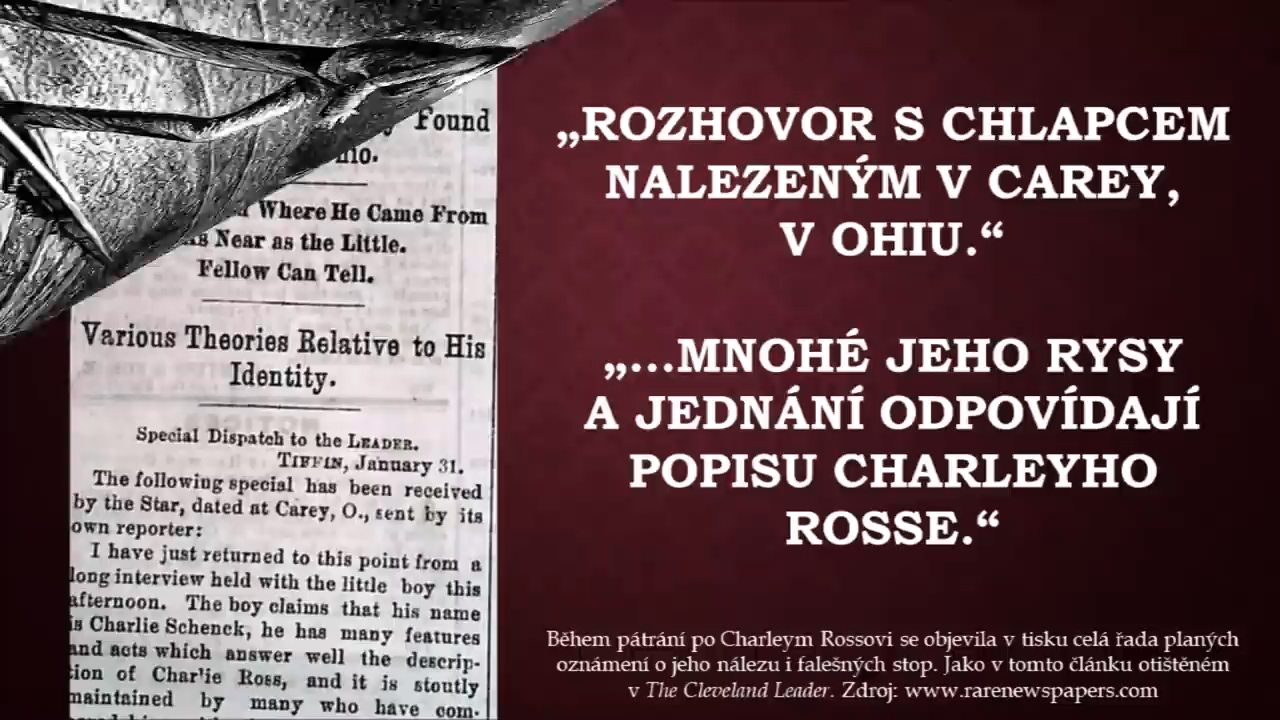 Found
Where He Came From
Near as the Little.
Fellow Can Tell.
Various Theories Relative to His
Identity.
Special Dispatch to the LEADER.
TIFFIN, January 31.
The following special has been received
by the Star, dated at Carey, O., sent by its
own reporter:
I have just returned to this point from a
long interview held with the little boy this
afternoon. The boy claims that his name
is Charlie Schenck, he has many features
and acts which answer well the descrip-
tion of Char'ie Ross, and it is stoutly
maintained by many who have com-
„ROZHOVOR S CHLAPCEM
NALEZENÝM V CAREY,
V OHIU.“
„...MNOHÉ JEHO RYSY
A JEDNÁNÍ ODPOVÍDAJÍ
POPISU CHARLEYHO
ROSSE.“
Během pátrání po Charleym Rossovi se objevila v tisku celá řada planých
oznámení o jeho nálezu i falešných stop. Jako v tomto článku otištěném
v The Cleveland Leader. Zdroj: www.rarenewspapers.com